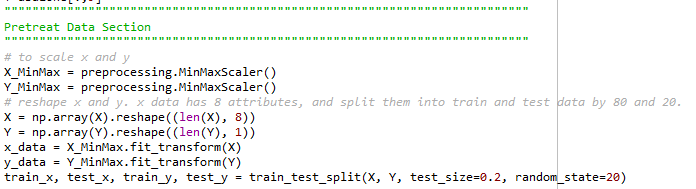 """""""""""""""""""""""""""""""""""""""""""""""""""""""""""""""""""""""""""
Pretreat Data Section
"""""""""""""""""""""""""""""""""""""""""""""""""""""""""""""""""""""""""""
# to scale x and y
X_MinMax = preprocessing.MinMaxScaler()
Y_MinMax = preprocessing.MinMaxScaler()
# reshape x and y. x data has 8 attributes, and split them into train and test data by 80 and 20.
X = np.array(X).reshape((len(X), 8))
Y = np.array(Y).reshape((len(Y), 1))
x_data = X_MinMax.fit_transform(X)
y_data = Y_MinMax.fit_transform(Y)
train_x, test_x, train_y, test_y = train_test_split(X, Y, test_size=0.2, random_state=20)